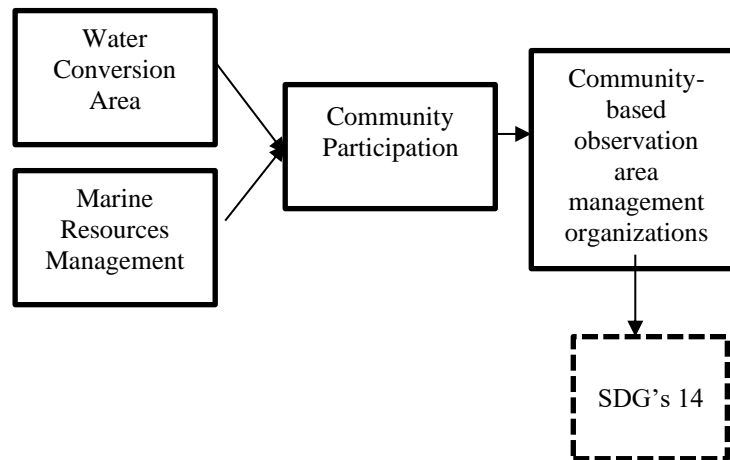 Water
Conversion
Area
Marine
Resources
Management
Community
Participation
Community-
based
observation
area
management
organizations
SDG’s 14